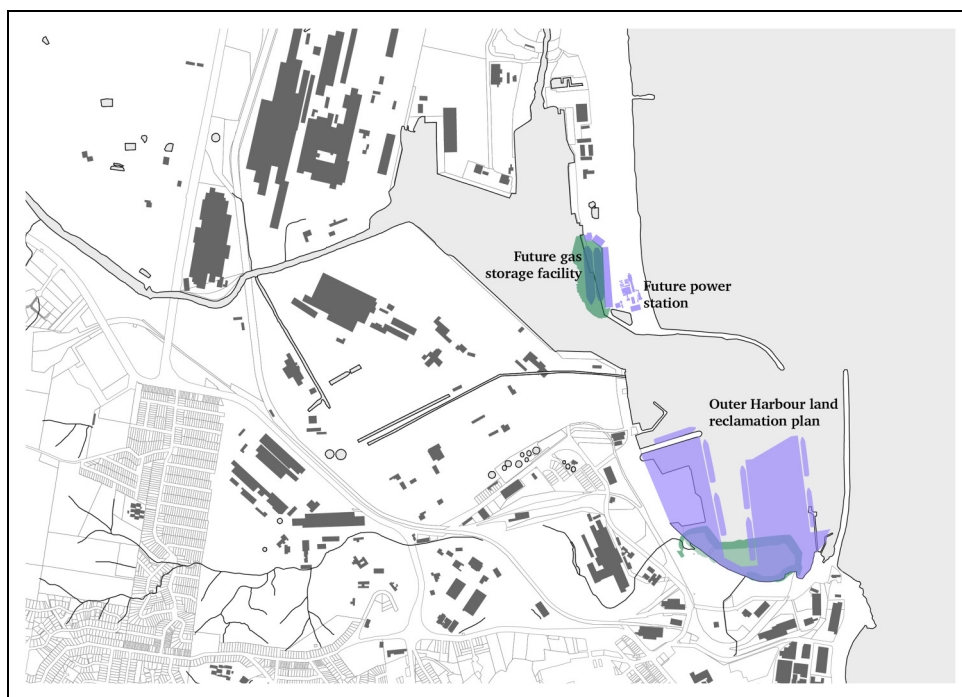 Future gas
storage facility
Future power
station
Outer Harbour land
reclamation plan